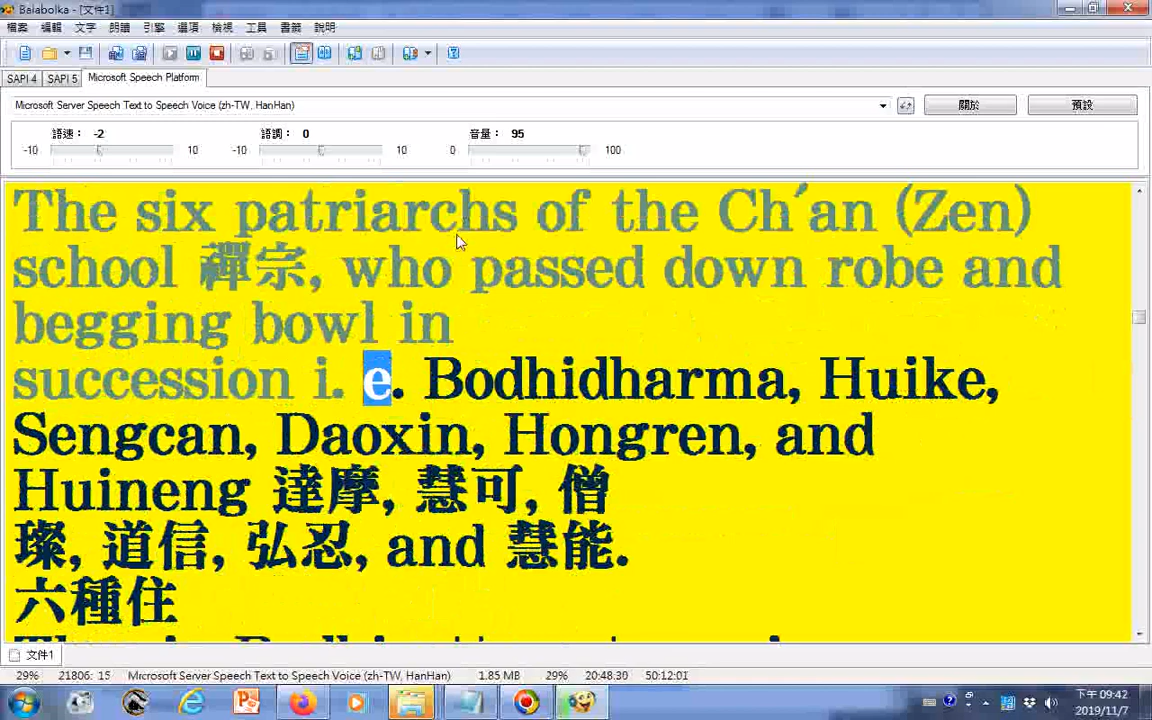 Balabolka - [文件1]
檔案 編輯 文字 朗讀 引擎 選項 檢視 工具 書籤 說明
SAPI 4 SAPI 5 Microsoft Speech Platform
Microsoft Server Speech Text to Speech Voice (zh-TW, HanHan) 關於 預設
語速： -2 語調： 0 音量： 95
-10 10 -10 10 0 100
The six patriarchs of the Ch′an (Zen)
school 禪宗, who passed down robe and
begging bowl in
succession i. e. Bodhidharma, Huike,
Sengcan, Daoxin, Hongren, and
Huineng 達摩, 慧可, 僧
璨, 道信, 弘忍, and 慧能.
六種住
文件1
29% 21806: 15 Microsoft Server Speech Text to Speech Voice (zh-TW, HanHan) 1.85 MB 29% 20:48:30 50:12:01
下午 09:42
2019/11/7